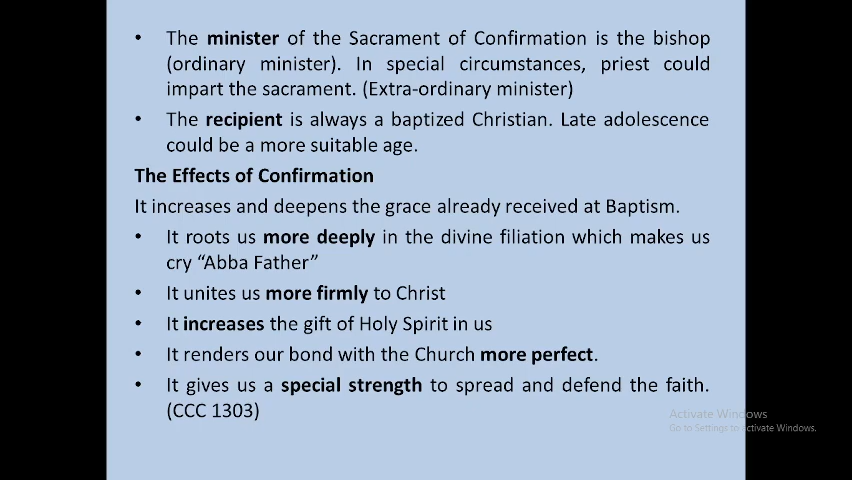 • The minister of the Sacrament of Confirmation is the bishop
(ordinary minister). In special circumstances, priest could
impart the sacrament. (Extra-ordinary minister)
• The recipient is always a baptized Christian. Late adolescence
could be a more suitable age.
The Effects of Confirmation
It increases and deepens the grace already received at Baptism.
• It roots us more deeply in the divine filiation which makes us
cry “Abba Father”
• It unites us more firmly to Christ
• It increases the gift of Holy Spirit in us
• It renders our bond with the Church more perfect.
• It gives us a special strength to spread and defend the faith.
(CCC 1303)
Activate Windows
Go to Settings to activate Windows.